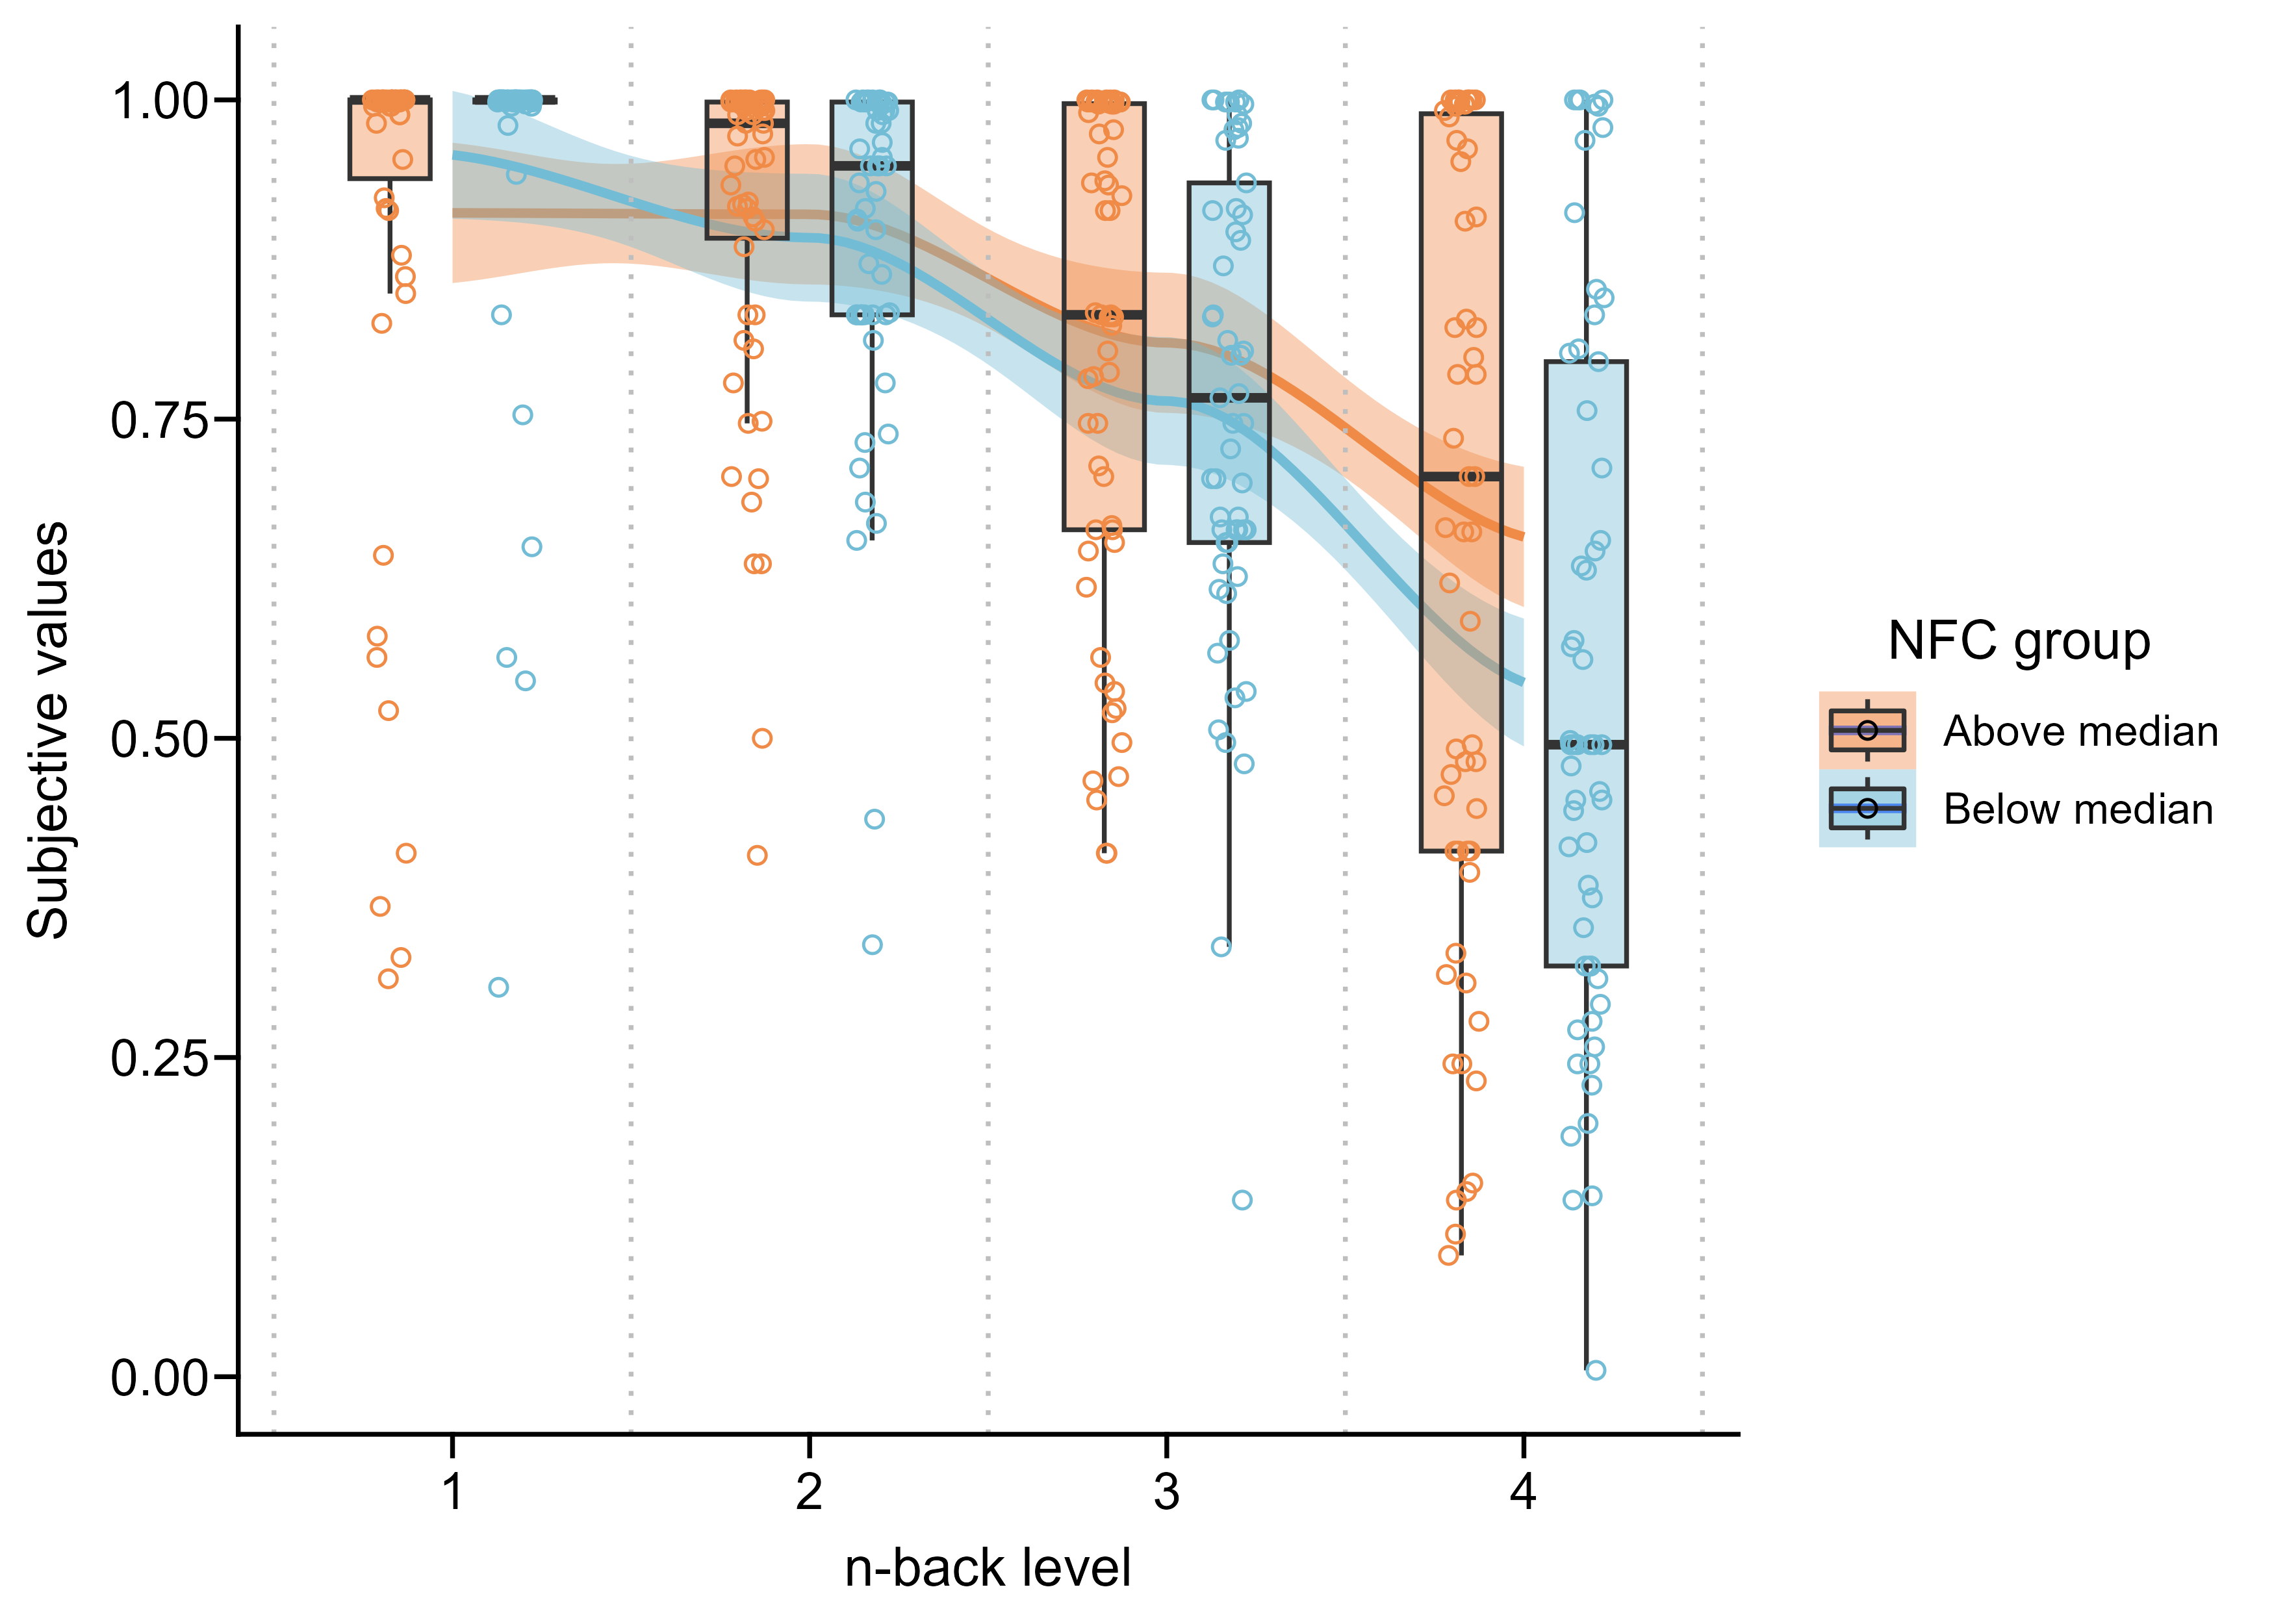 Subjective values
1.00
0.75
0.50
0.25
0.00
1 2 3 4
n-back level
NFC group
Above median
Below median